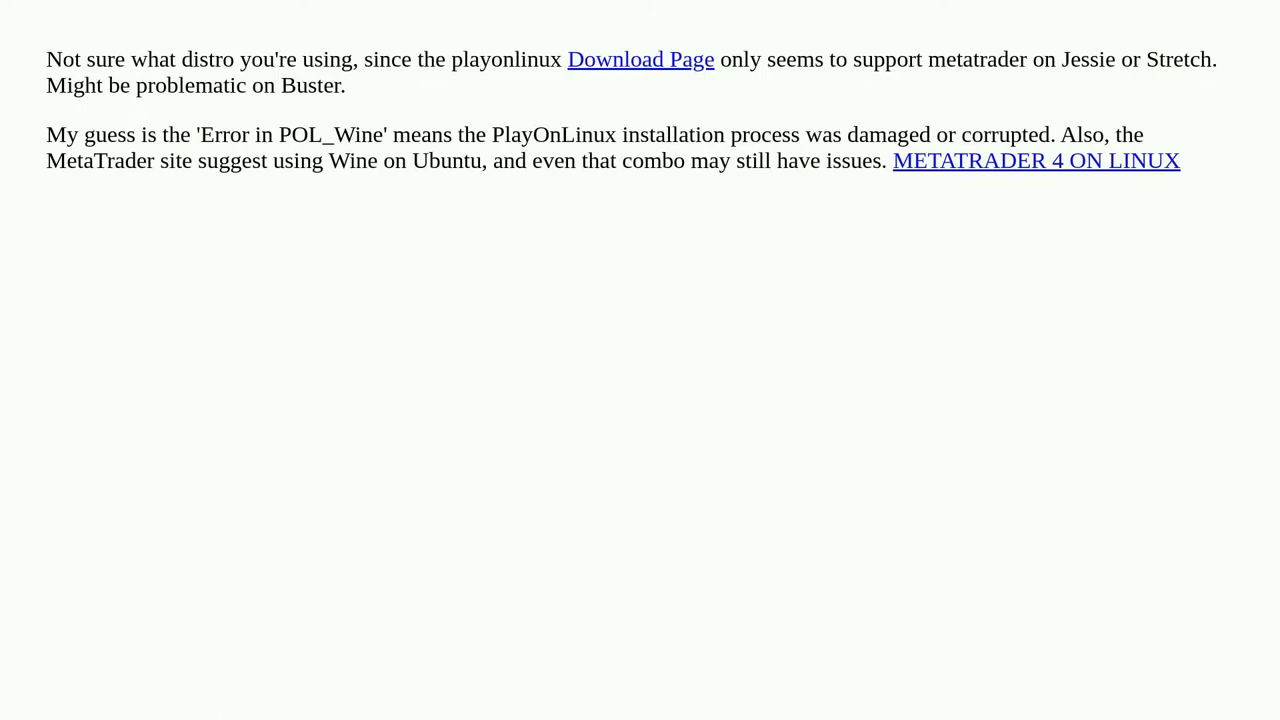 Not sure what distro you're using, since the playonlinux Download Page only seems to support metatrader on Jessie or Stretch.
Might be problematic on Buster.
My guess is the 'Error in POL_Wine' means the PlayOnLinux installation process was damaged or corrupted. Also, the
MetaTrader site suggest using Wine on Ubuntu, and even that combo may still have issues. METATRADER 4 ON LINUX